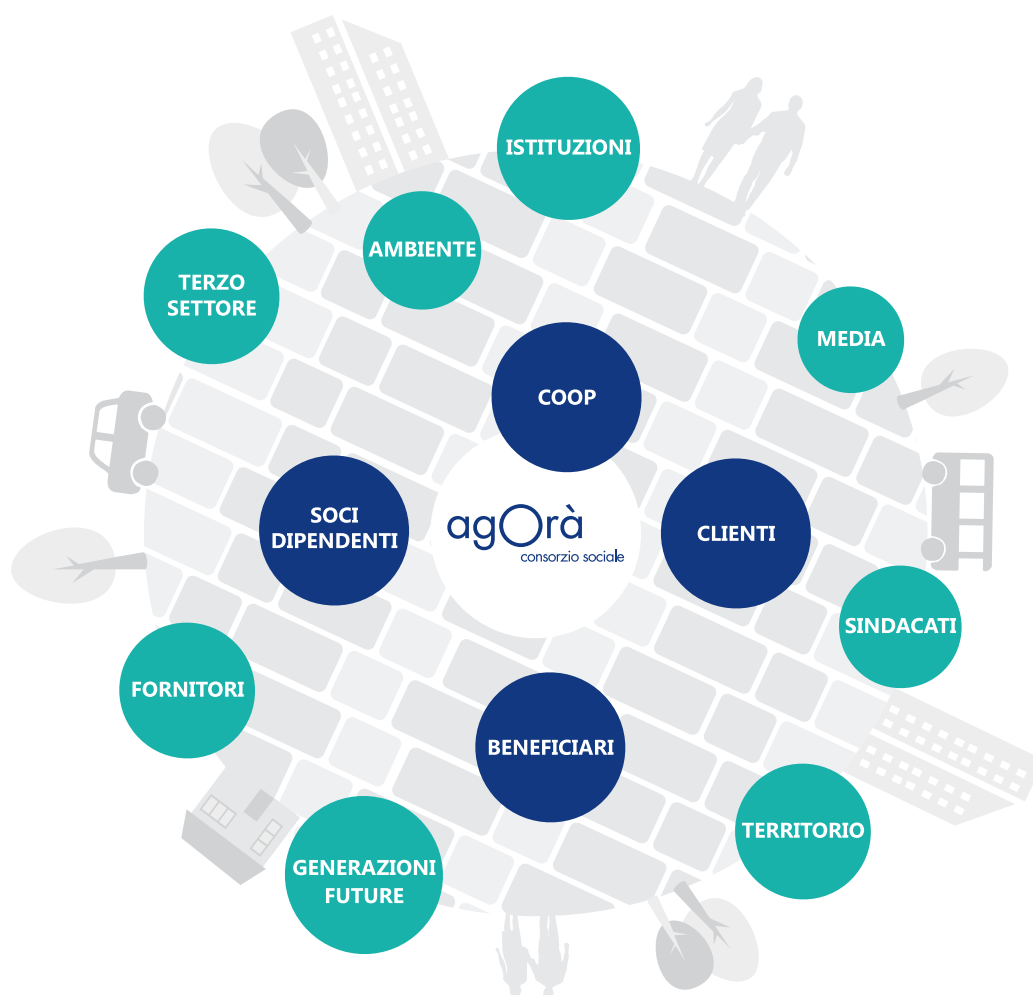 ISTITUZIONI
AMBIENTE
TERZO
SETTORE
MEDIA
COOP
SOCI
DIPENDENTI
agOrà
consorzio sociale
CLIENTI
SINDACATI
FORNITORI
BENEFICIARI
TERRITORIO
GENERAZIONI
FUTURE